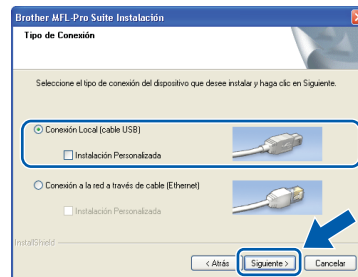 Brother MFL-Pro Suite Instalación
Tipo de Conexión
Seleccione el tipo de conexión del dispositivo que desee instalar y haga clic en Siguiente.
Conexión Local (cable USB)
Instalación Personalizada
Conexión a la red a través de cable (Ethernet)
Instalación Personalizada
InstallShield
< Atrás
Siguiente >
Cancelar